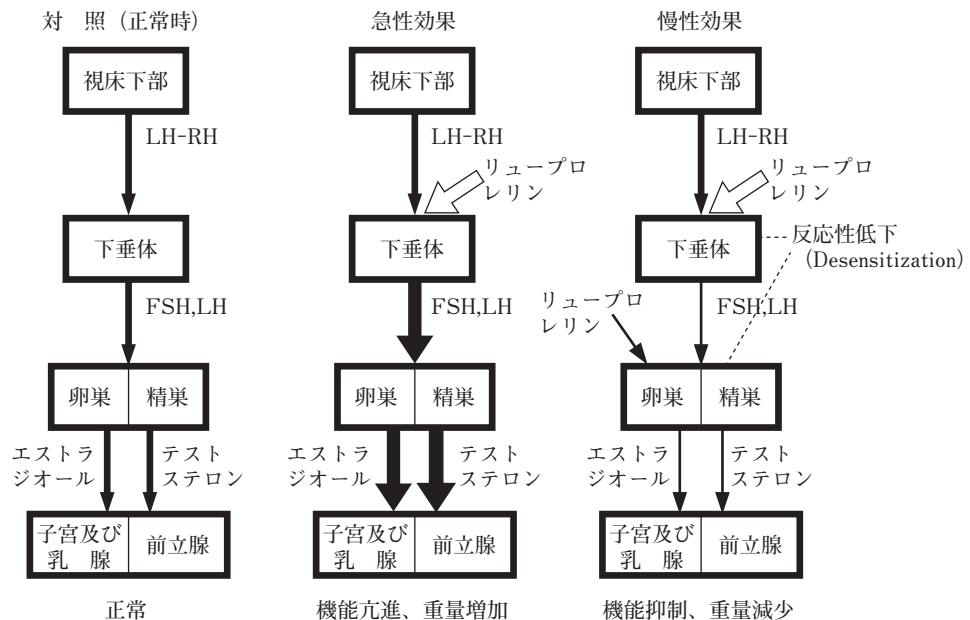 対　照（正常時）
視床下部
LH-RH
下垂体
FSH,LH
卵巣
精巣
エストラ
ジオール
テスト
ステロン
子宮及び
乳　腺
前立腺
正常
急性効果
視床下部
LH-RH
リュープロ
レリン
下垂体
FSH,LH
卵巣
精巣
エストラ
ジオール
テスト
ステロン
子宮及び
乳　腺
前立腺
機能亢進、重量増加
慢性効果
視床下部
LH-RH
リュープロ
レリン
下垂体
反応性低下
(Desensitization)
FSH,LH
リュープロ
レリン
卵巣
精巣
エストラ
ジオール
テスト
ステロン
子宮及び
乳　腺
前立腺
機能抑制、重量減少